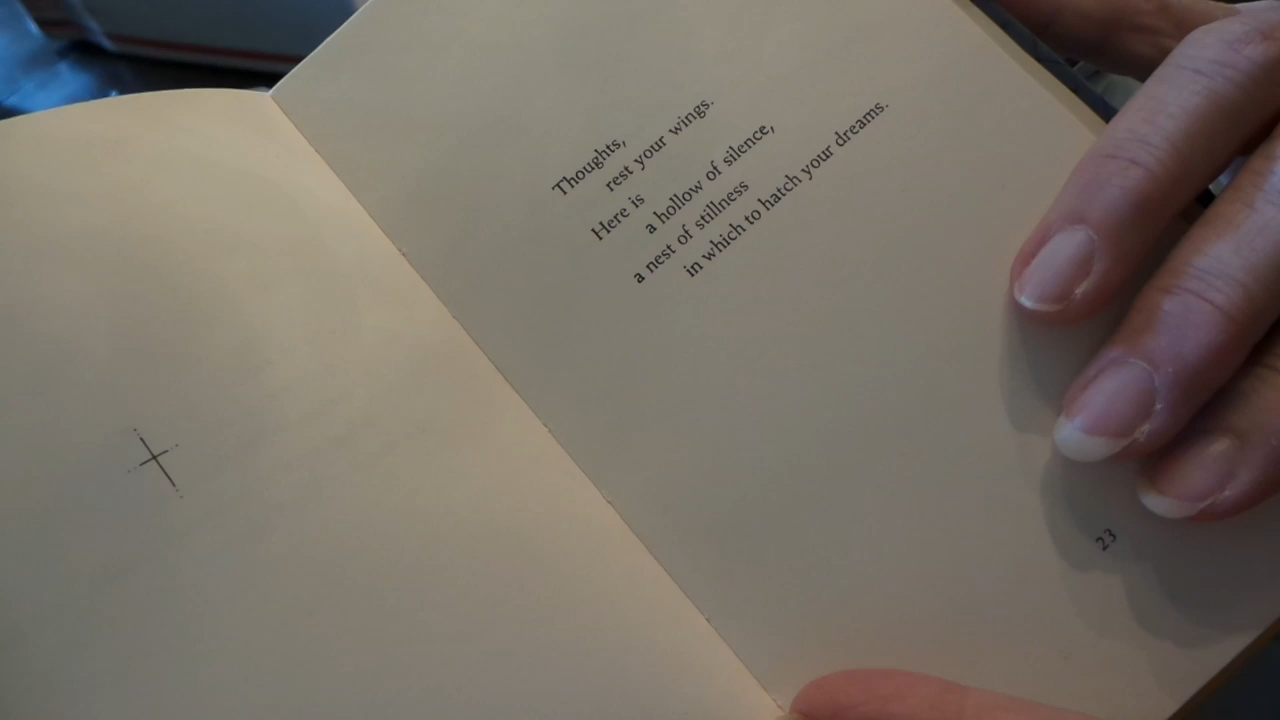 Thoughts,
rest your wings.
Here is
a hollow of silence,
a nest of stillness
in which to hatch your dreams.
23